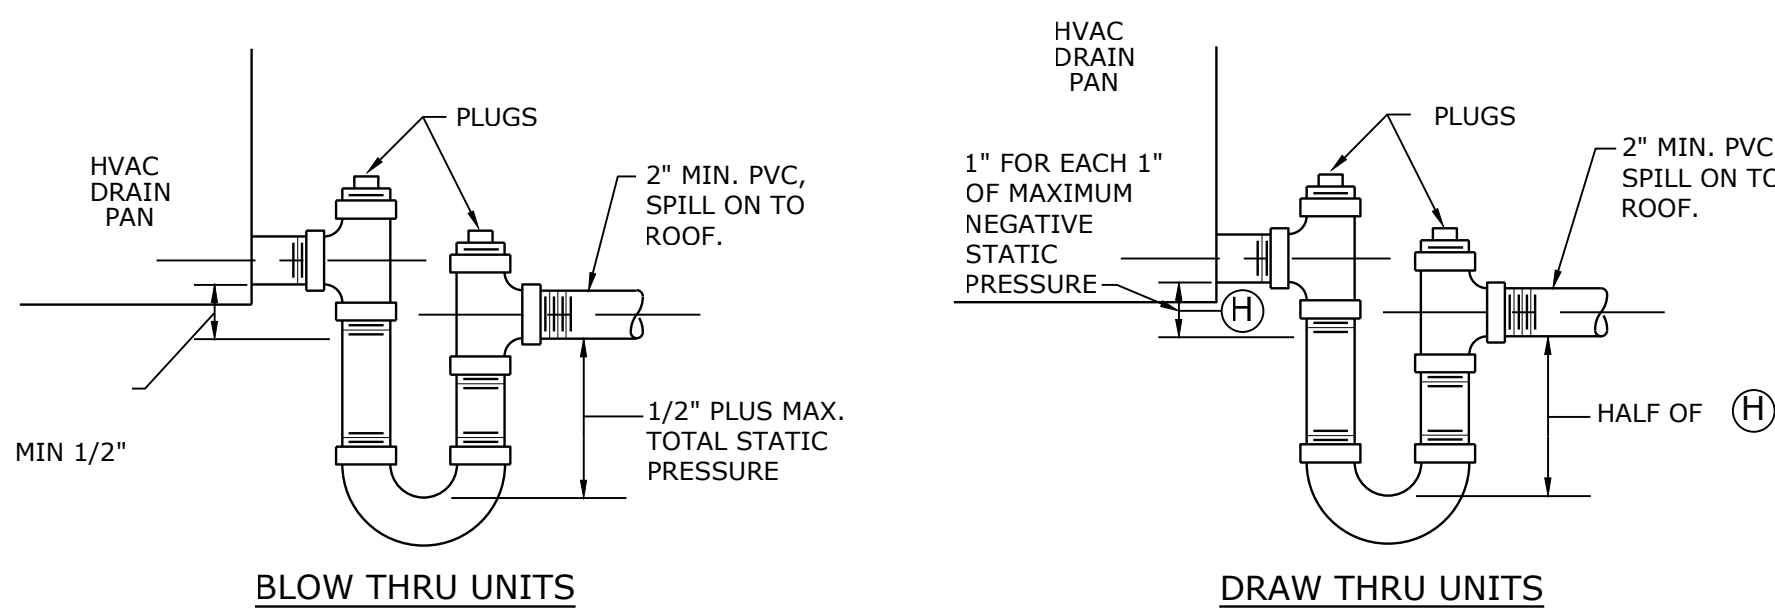 PLUGS
HVAC
DRAIN
PAN
2" MIN. PVC,
SPILL ON TO
ROOF.
MIN 1/2"
1/2" PLUS MAX.
TOTAL STATIC
PRESSURE
BLOW THRU UNITS
HVAC
DRAIN
PAN
PLUGS
1" FOR EACH 1"
OF MAXIMUM
NEGATIVE
STATIC
PRESSURE
H
2" MIN. PVC
SPILL ON TO
ROOF.
HALF OF H
DRAW THRU UNITS